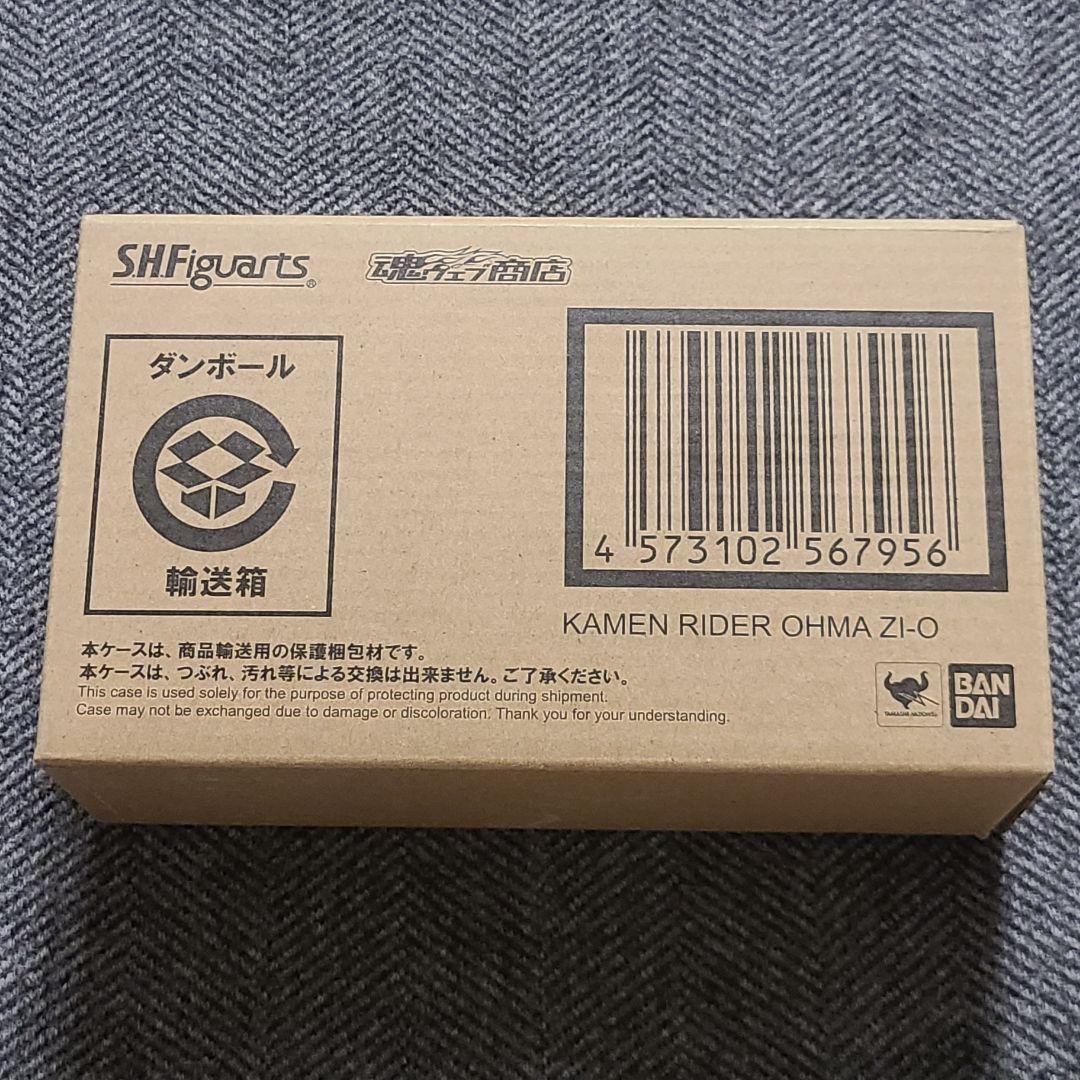 S.H.Figuarts®
魂ウェブ商店
ダンボール
輸送箱
4 573102 567956
KAMEN RIDER OHMA ZI-O
本ケースは、商品輸送用の保護梱包材です。
本ケースは、つぶれ、汚れ等による交換は出来ません。ご了承ください。
This case is used solely for the purpose of protecting product during shipment.
Case may not be exchanged due to damage or discoloration. Thank you for your understanding.
TAMASHII NATIONS
BAN
DAI